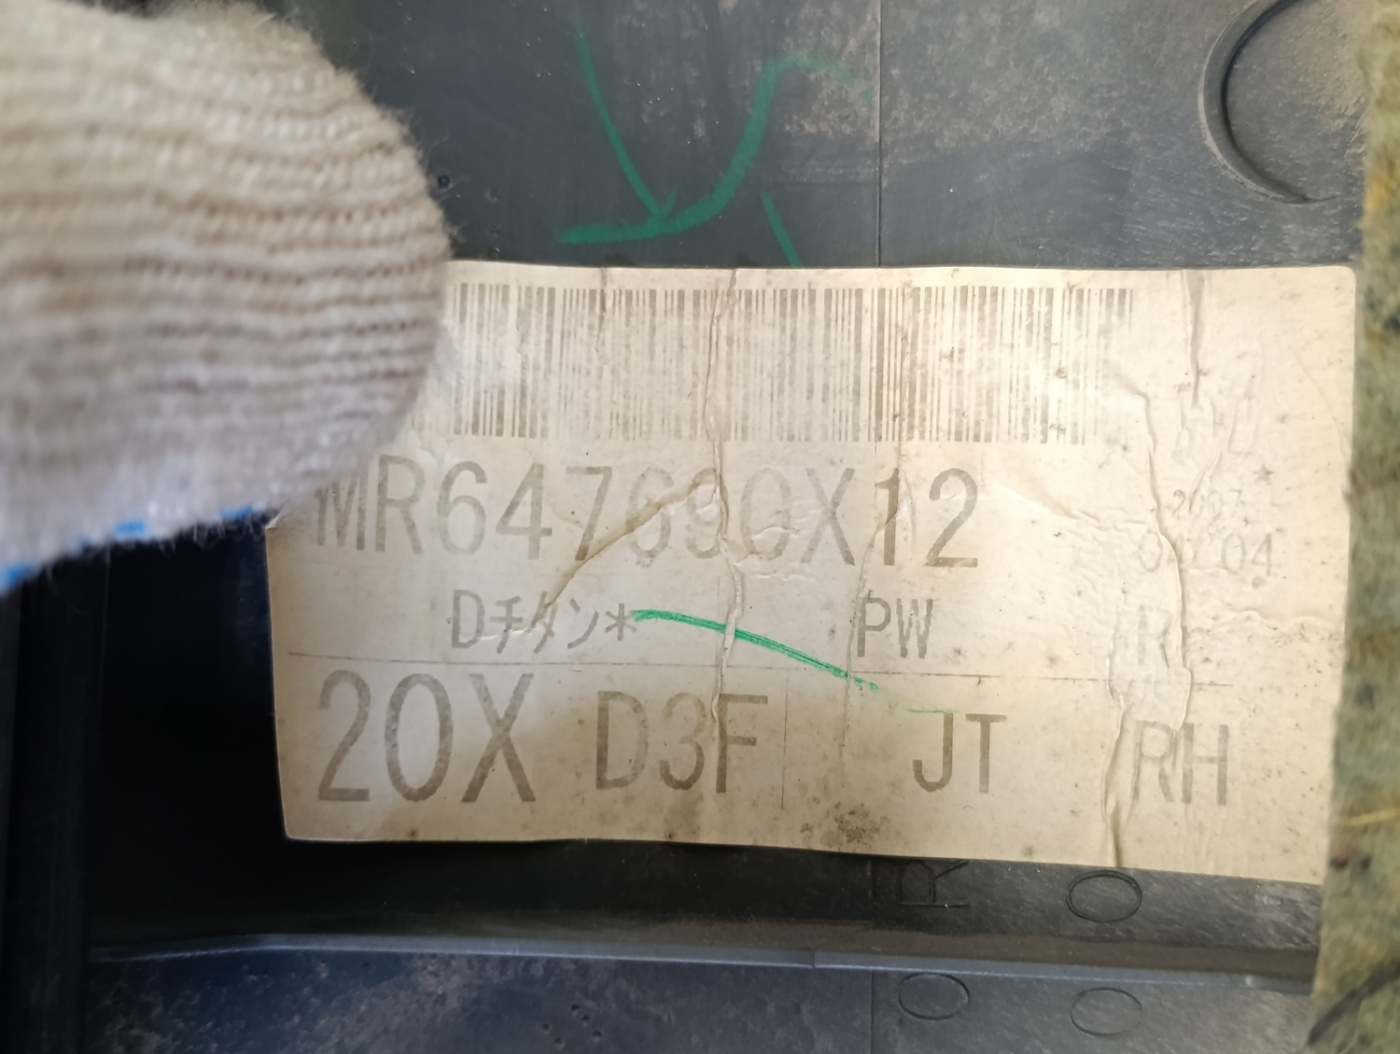 MR647690X12
Dチタン* PW R
20X D3F JT RH
R O
O O